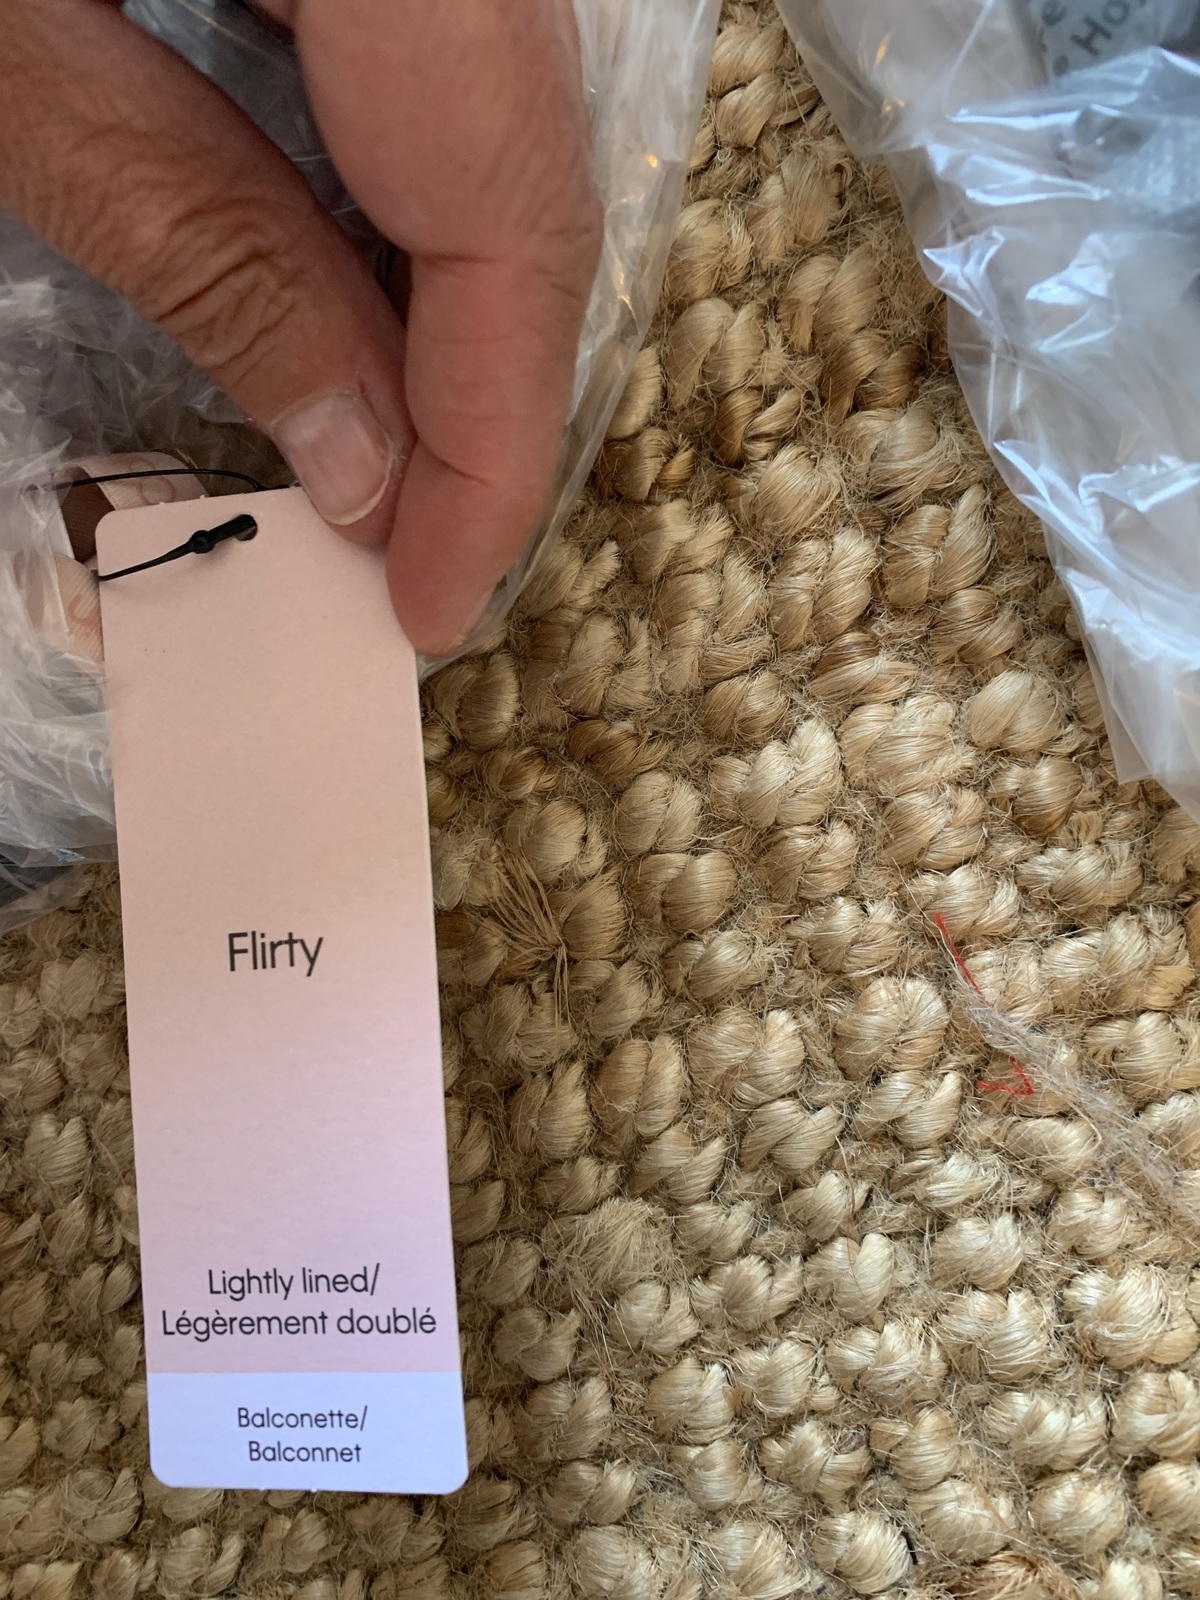 Flirty
Lightly lined/
Légèrement doublé
Balconette/
Balconnet